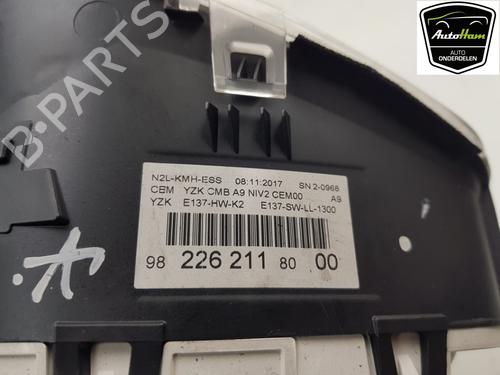 AutoHam
AUTO
ONDERDELEN
B-PARTS
N2L-KMH-ESS 08:11:2017 SN 2-0968
CEM YZK CMB A9 NIV2 CEM00 A9
YZK E137-HW-K2 E137-SW-LL-1300
98 226 211 80 00